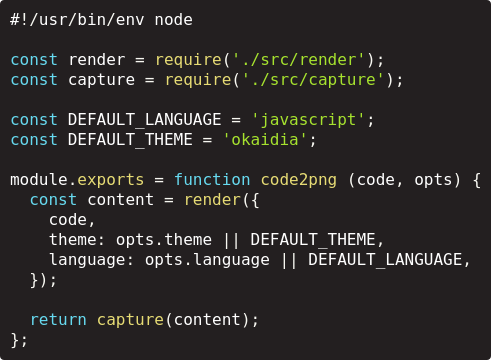 #!/usr/bin/env node

const render = require('./src/render');
const capture = require('./src/capture');

const DEFAULT_LANGUAGE = 'javascript';
const DEFAULT_THEME = 'okaidia';

module.exports = function code2png (code, opts) {
  const content = render({
    code,
    theme: opts.theme || DEFAULT_THEME,
    language: opts.language || DEFAULT_LANGUAGE,
  });

  return capture(content);
};